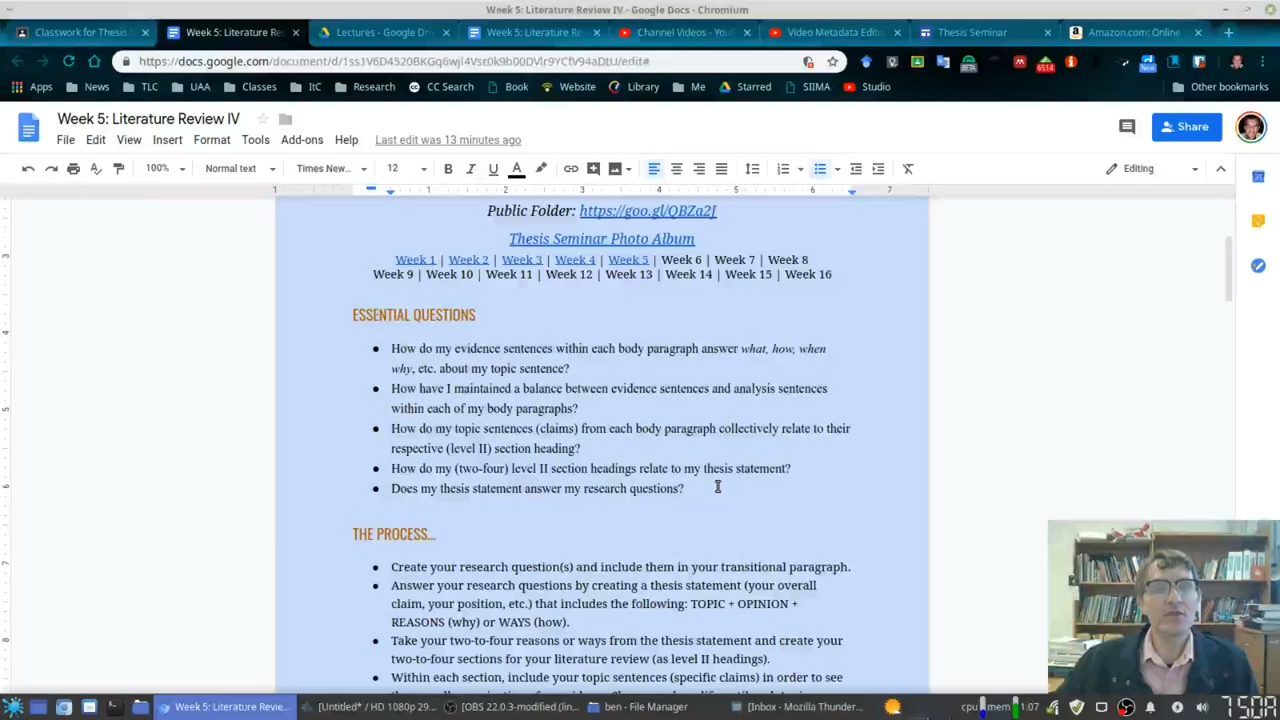 Week 5: Literature Review IV - Google Docs - Chromium
Classwork for Thesis
Week 5: Literature Re
Lectures - Google Dri
Week 5: Literature Re
Channel Videos - You
Video Metadata Edit
Thesis Seminar
Amazon.com: Online
Apps
News
TLC
UAA
Classes
ItC
Research
CC Search
Book
Website
Library
Me
Starred
SIIMA
Studio
Other bookmarks
Week 5: Literature Review IV
File Edit View Insert Format Tools Add-ons Help Last edit was 13 minutes ago
Share
100% Normal text Times New... 12 Editing
Public Folder: https://goo.gl/QBZa2J
Thesis Seminar Photo Album
Week 1 | Week 2 | Week 3 | Week 4 | Week 5 | Week 6 | Week 7 | Week 8
Week 9 | Week 10 | Week 11 | Week 12 | Week 13 | Week 14 | Week 15 | Week 16
ESSENTIAL QUESTIONS
● How do my evidence sentences within each body paragraph answer what, how, when
why, etc. about my topic sentence?
● How have I maintained a balance between evidence sentences and analysis sentences
within each of my body paragraphs?
● How do my topic sentences (claims) from each body paragraph collectively relate to their
respective (level II) section heading?
● How do my (two-four) level II section headings relate to my thesis statement?
● Does my thesis statement answer my research questions?
THE PROCESS...
● Create your research question(s) and include them in your transitional paragraph.
● Answer your research questions by creating a thesis statement (your overall
claim, your position, etc.) that includes the following: TOPIC + OPINION +
REASONS (why) or WAYS (how).
● Take your two-to-four reasons or ways from the thesis statement and create your
two-to-four sections for your literature review (as level II headings).
● Within each section, include your topic sentences (specific claims) in order to see
Week 5: Literature Revie...
[Untitled* / HD 1080p 29...
[OBS 22.0.3-modified (lin...
ben - File Manager
[Inbox - Mozilla Thunder...
cpu
mem
1:07